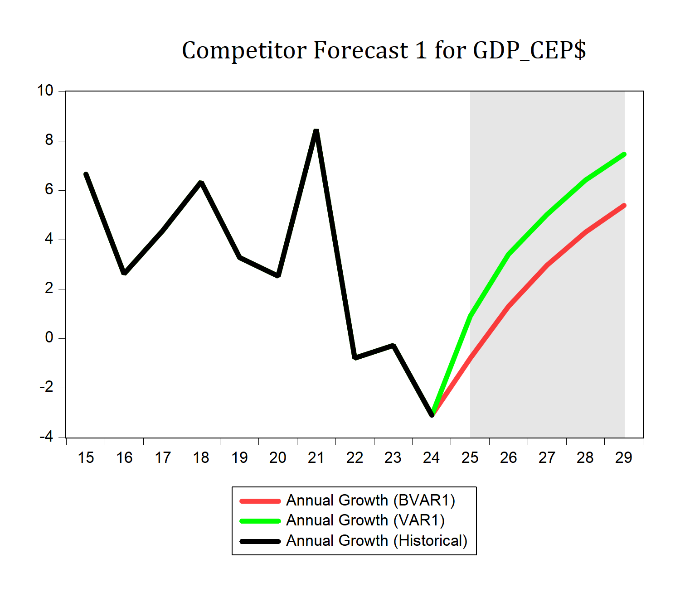 Competitor Forecast 1 for GDP_CEP$
10
8
6
4
2
0
-2
-4
15 16 17 18 19 20 21 22 23 24 25 26 27 28 29
Annual Growth (BVAR1)
Annual Growth (VAR1)
Annual Growth (Historical)